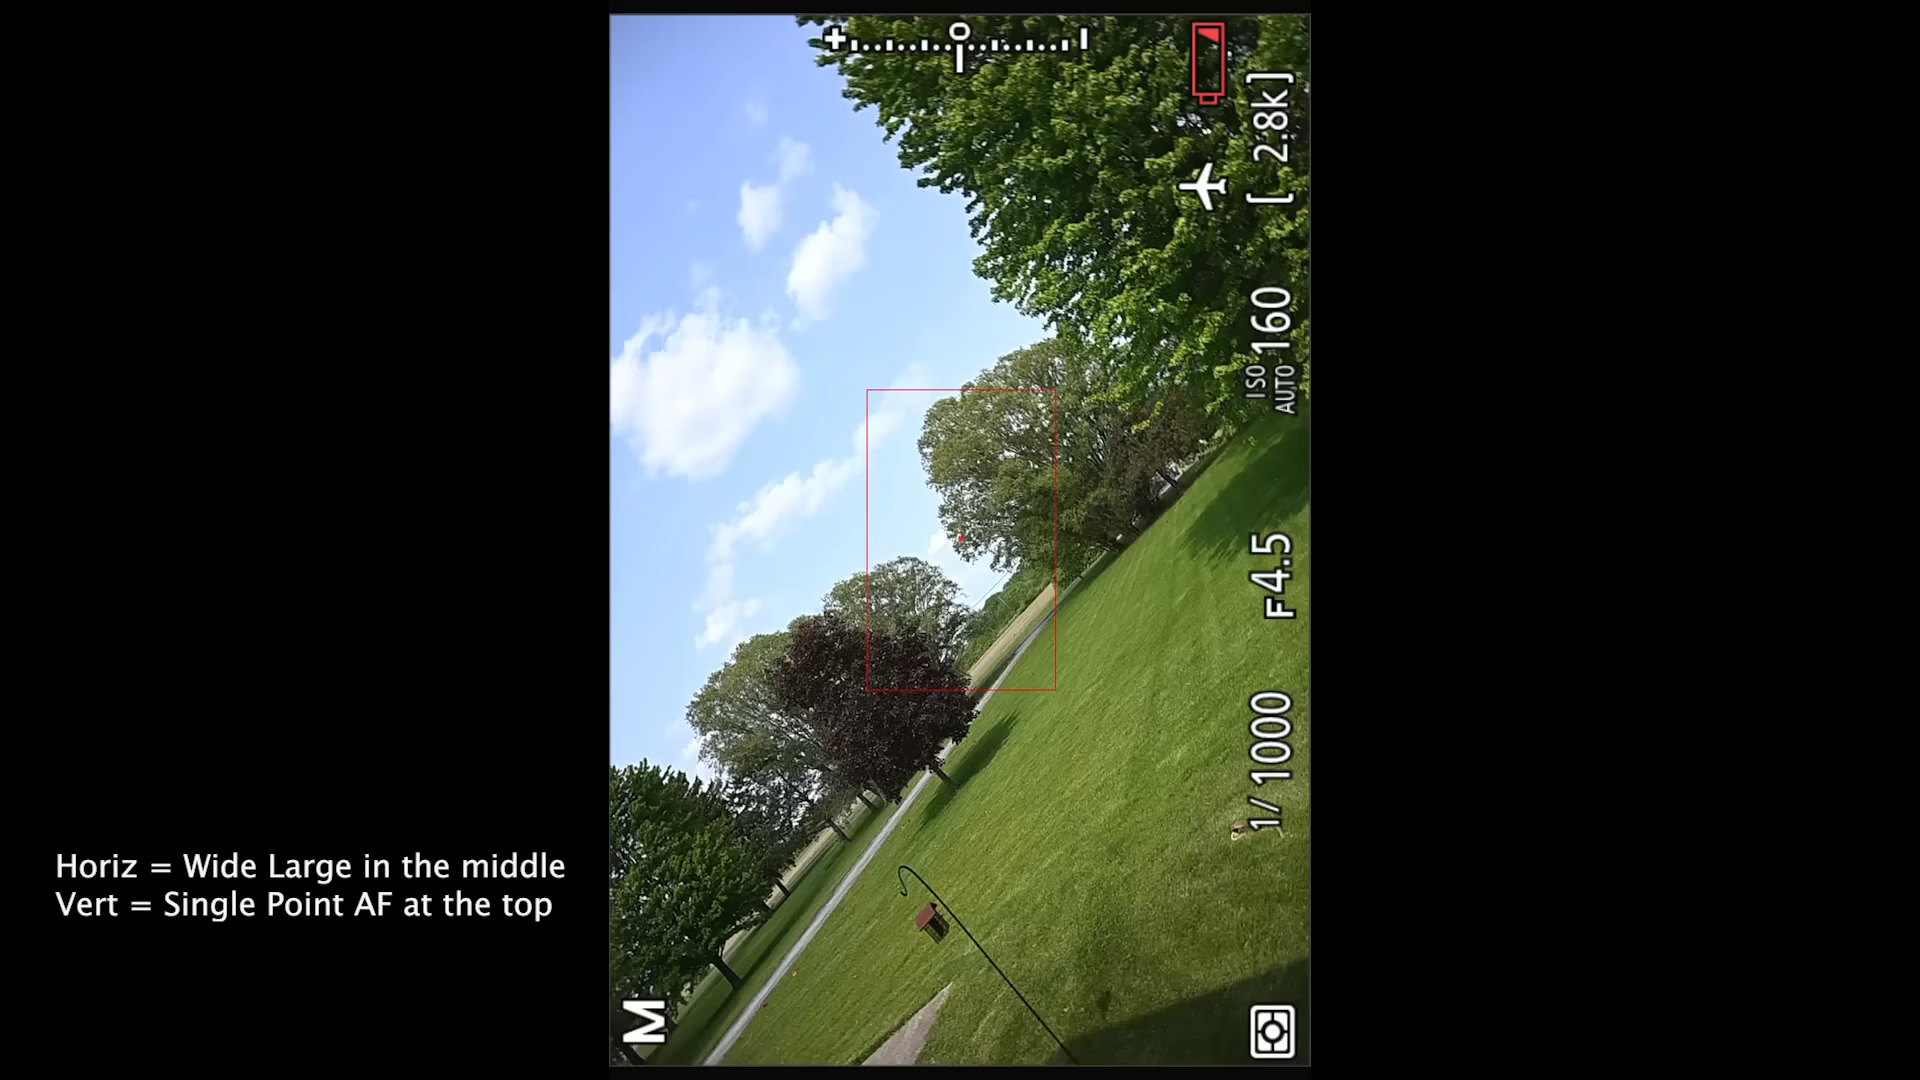 Horiz = Wide Large in the middle
Vert = Single Point AF at the top
M
1/1000
F4.5
ISO
AUTO
160
[ 2.8k]